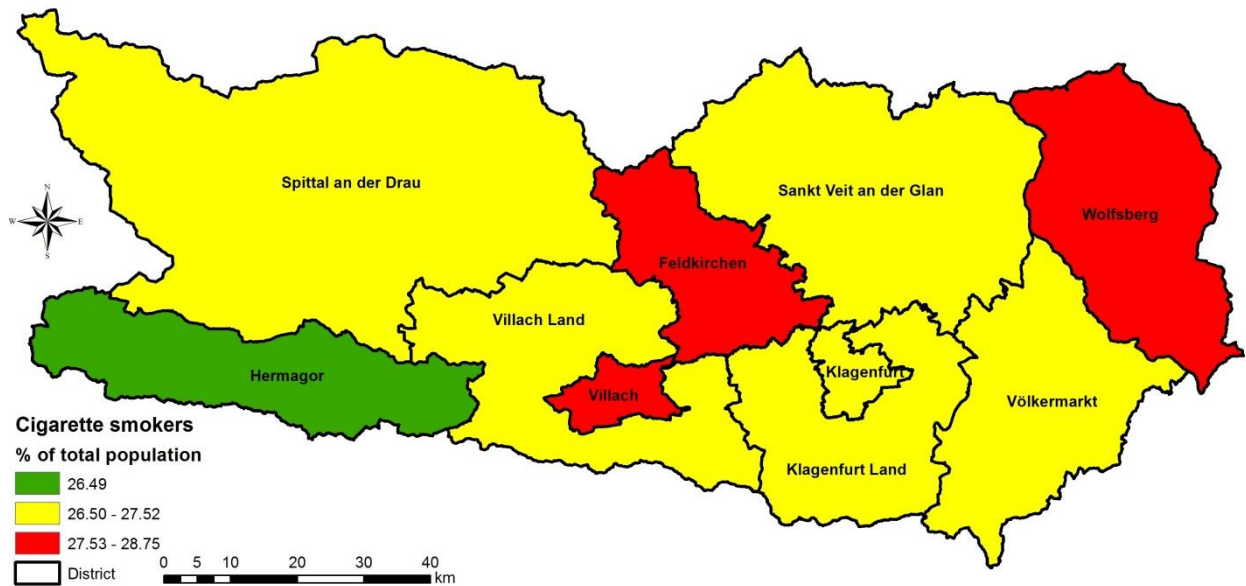 Spittal an der Drau
Sankt Veit an der Glan
Wolfsberg
N
W E
S
Feldkirchen
Villach Land
Hermagor
Klagenfurt
Villach
Völkermarkt
Klagenfurt Land
Cigarette smokers
% of total population
26.49
26.50 - 27.52
27.53 - 28.75
District
0 5 10 20 30 40
km